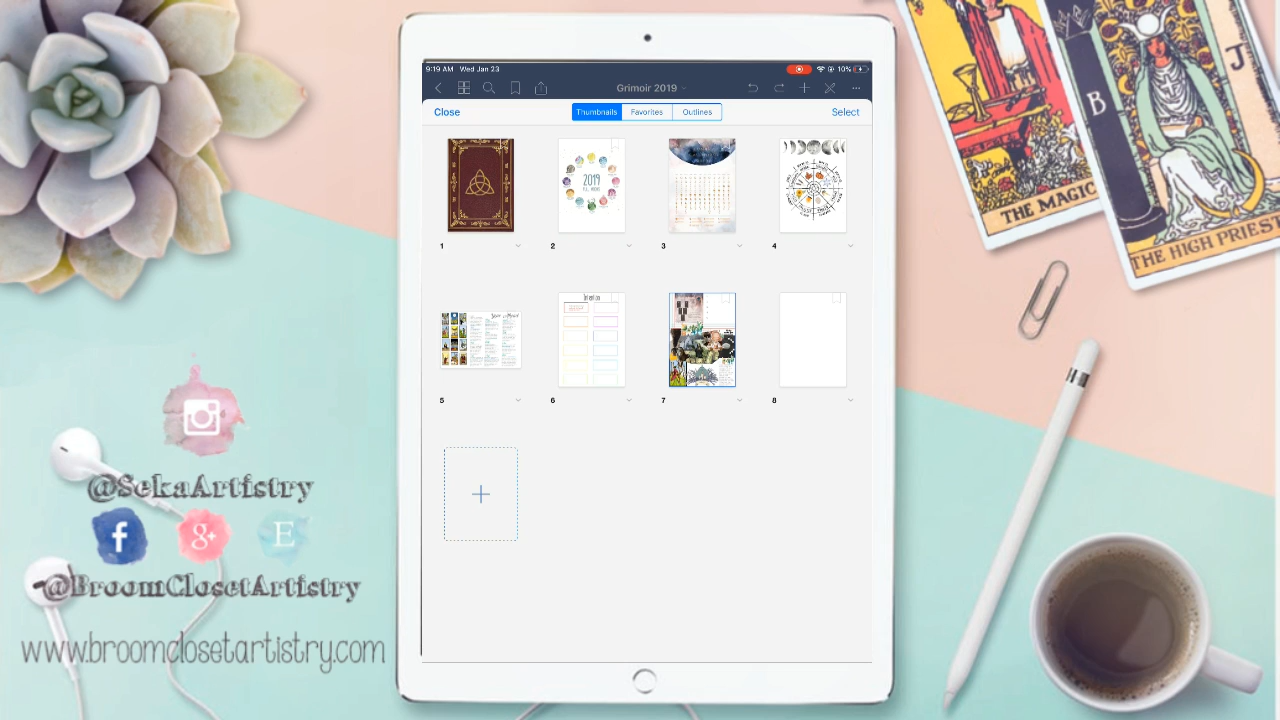 9:19 AM Wed Jan 23
10%
Grimoir 2019
Close
Thumbnails
Favorites
Outlines
Select
2019
1
2
3
4
5
6
7
8
@SekaArtistry
f
g+
E
@BroomClosetArtistry
www.broomclosetartistry.com
THE MAGIC
B
J
THE HIGH PRIEST